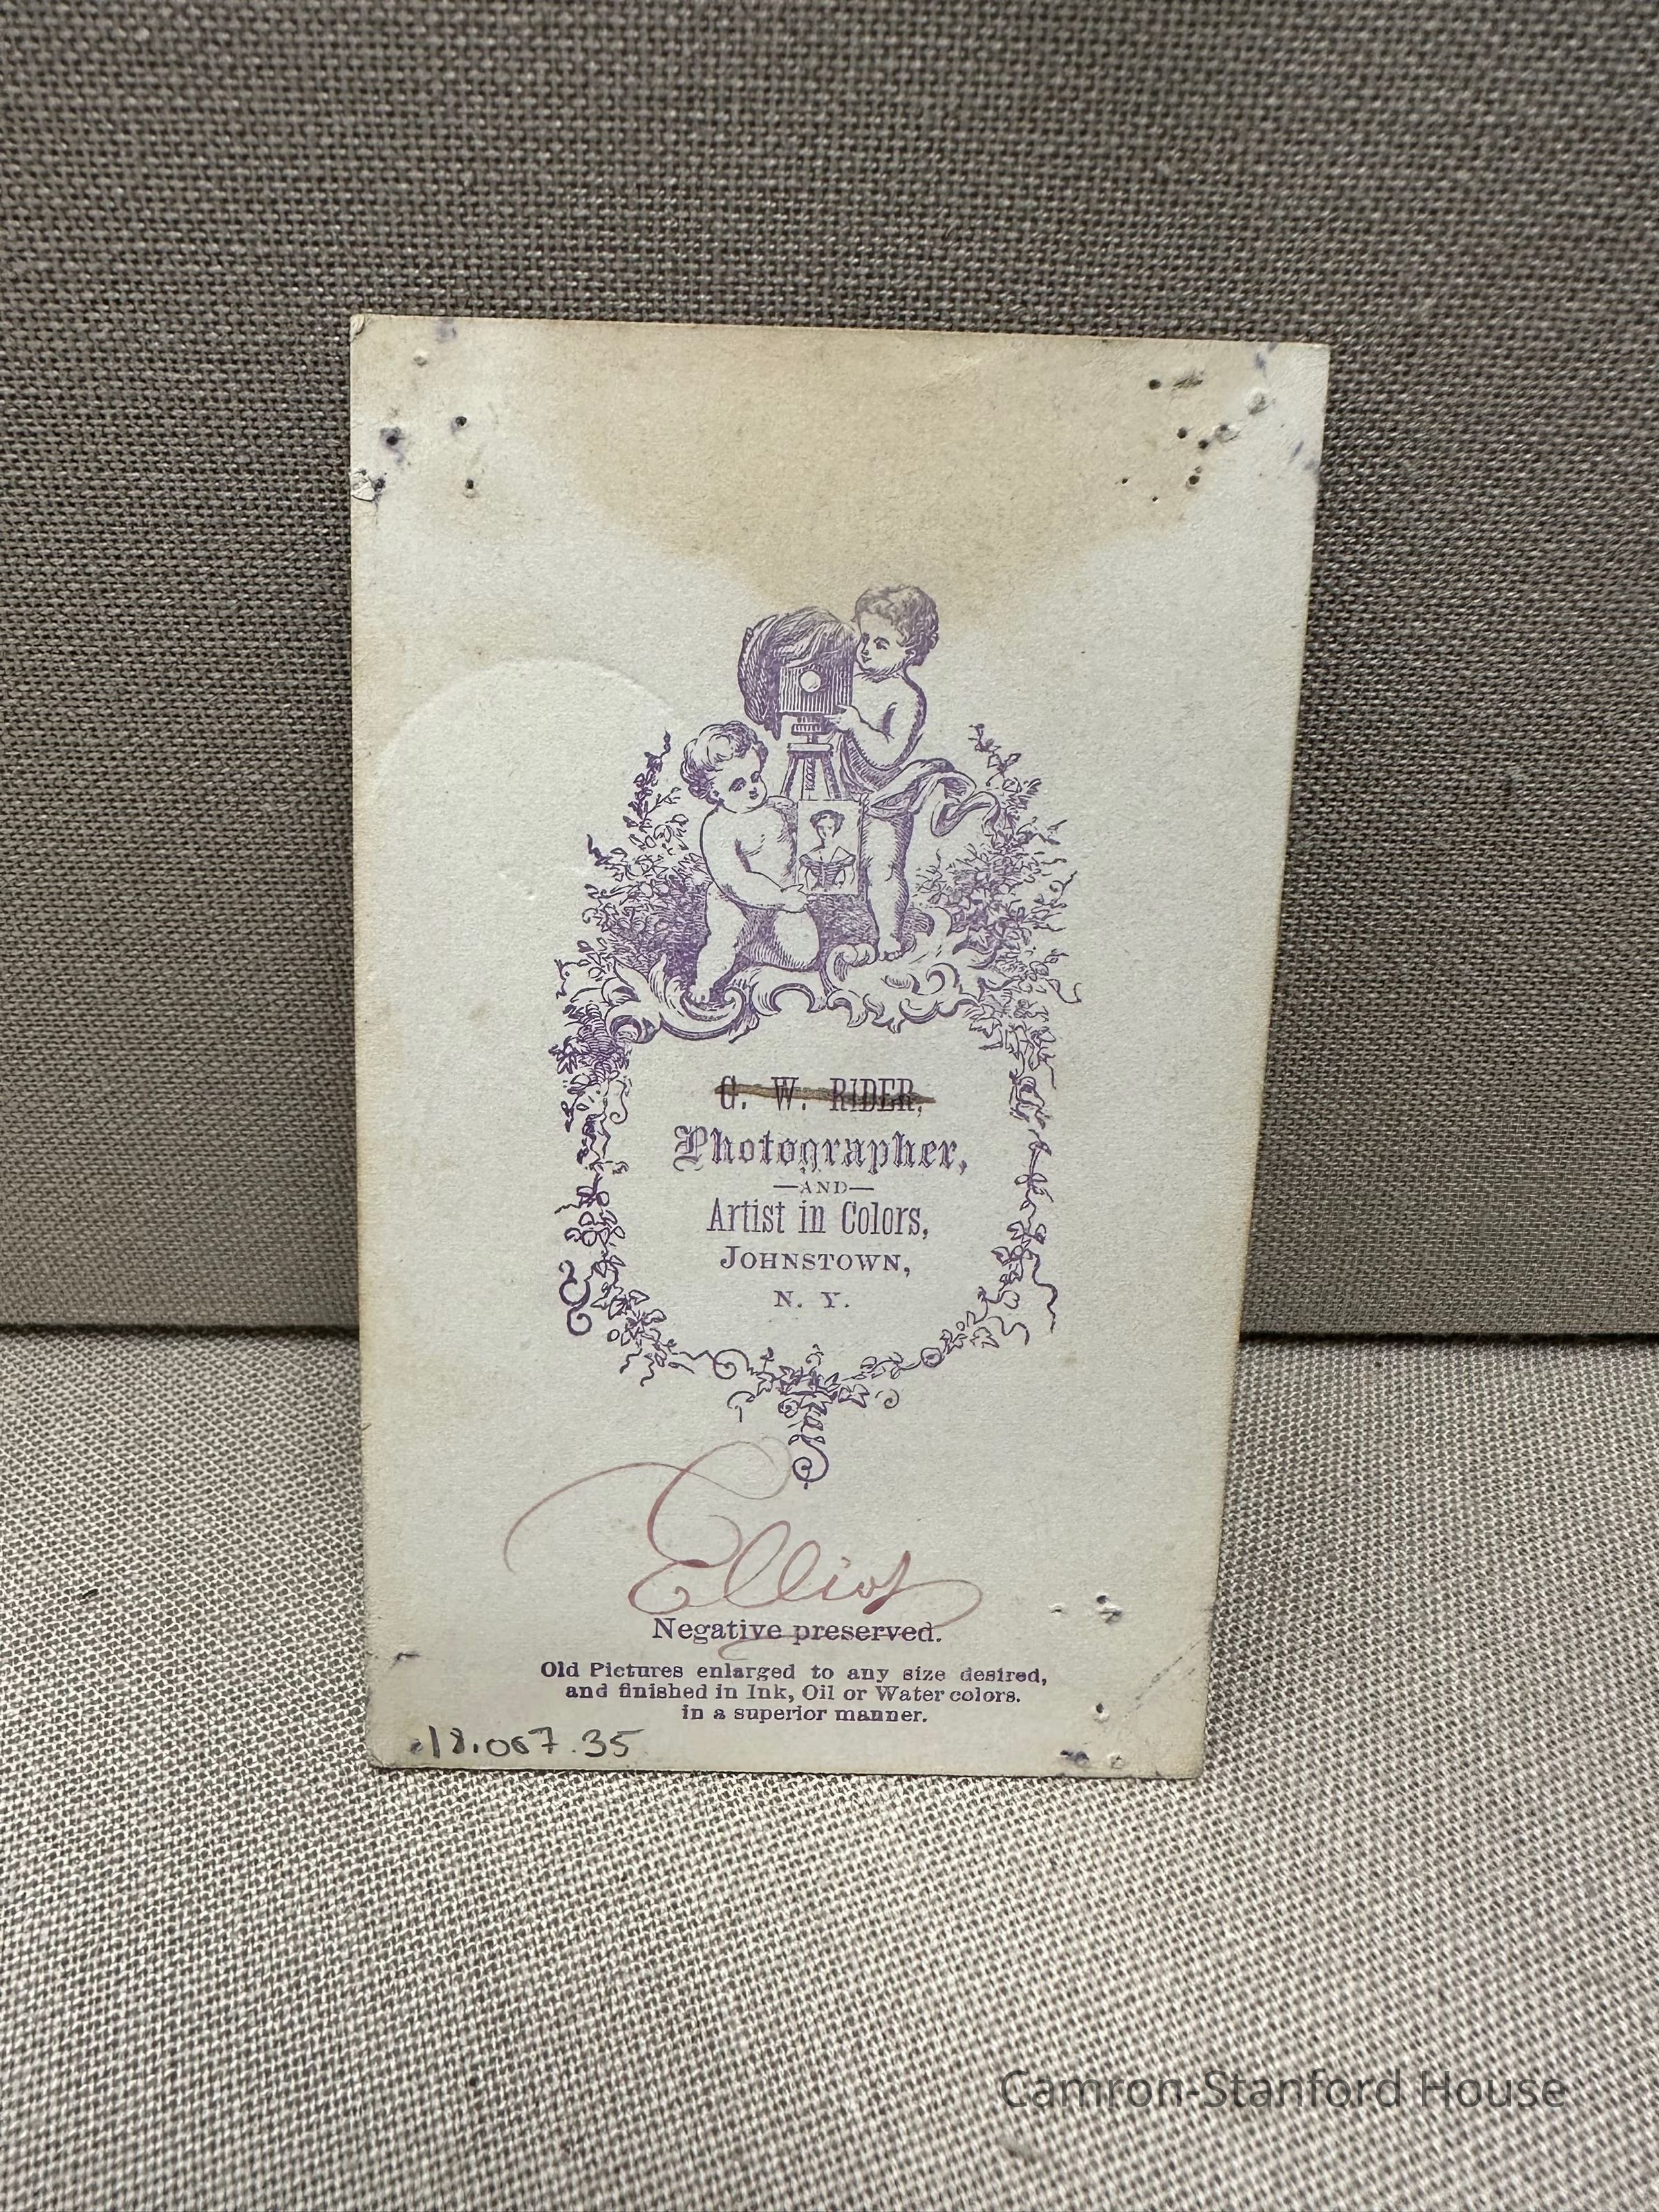 G. W. RIDER,
Photographer,
—AND—
Artist in Colors,
JOHNSTOWN,
N. Y.
Elliot
Negative preserved.
Old Pictures enlarged to any size desired,
and finished in Ink, Oil or Water colors.
in a superior manner.
18.067.35
Camron-Stanford House